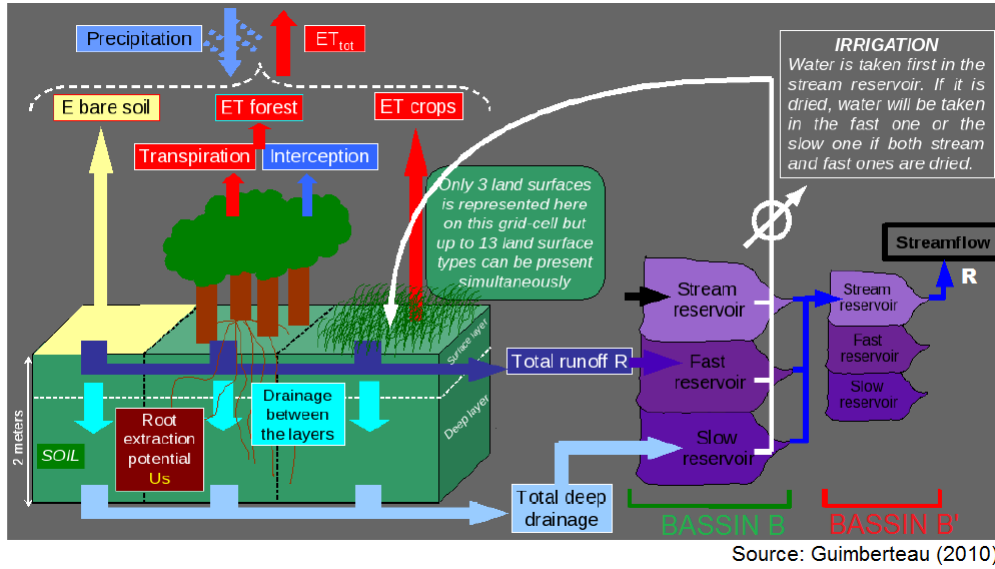 Precipitation
ETtot
E bare soil
ET forest
ET crops
Transpiration
Interception
IRRIGATION
Water is taken first in the
stream reservoir. If it is
dried, water will be taken
in the fast one or the
slow one if both stream
and fast ones are dried.
Only 3 land surfaces
is represented here
on this grid-cell but
up to 13 land surface
types can be present
simultaneously
Streamflow
R
Stream
reservoir
Stream
reservoir
Surface layer
Total runoff R
Fast
reservoir
Fast
reservoir
Slow
reservoir
2 meters
Drainage
between
the layers
Deep layer
Root
extraction
potential
Us
SOIL
Slow
reservoir
Total deep
drainage
BASSIN B
BASSIN B'
Source: Guimberteau (2010)